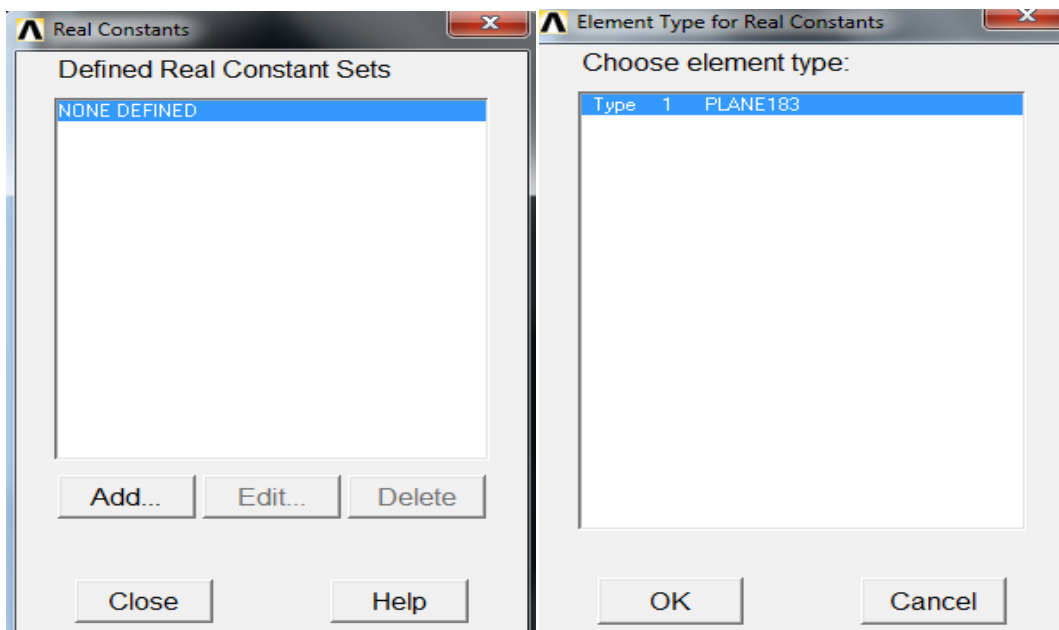 Real Constants
Defined Real Constant Sets
NONE DEFINED
Add...
Edit...
Delete
Close
Help
Element Type for Real Constants
Choose element type:
Type 1 PLANE183
OK
Cancel